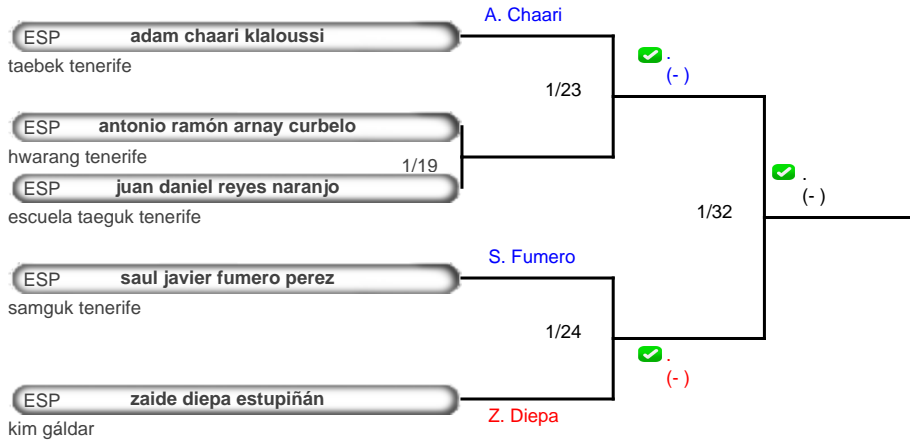 A. Chaari
ESP adam chaari klaloussi
taebek tenerife
.
(- )
1/23
ESP antonio ramón arnay curbelo
hwarang tenerife
1/19
ESP juan daniel reyes naranjo
escuela taeguk tenerife
.
(- )
1/32
S. Fumero
ESP saul javier fumero perez
samguk tenerife
1/24
.
(- )
ESP zaide diepa estupiñán
Z. Diepa
kim gáldar